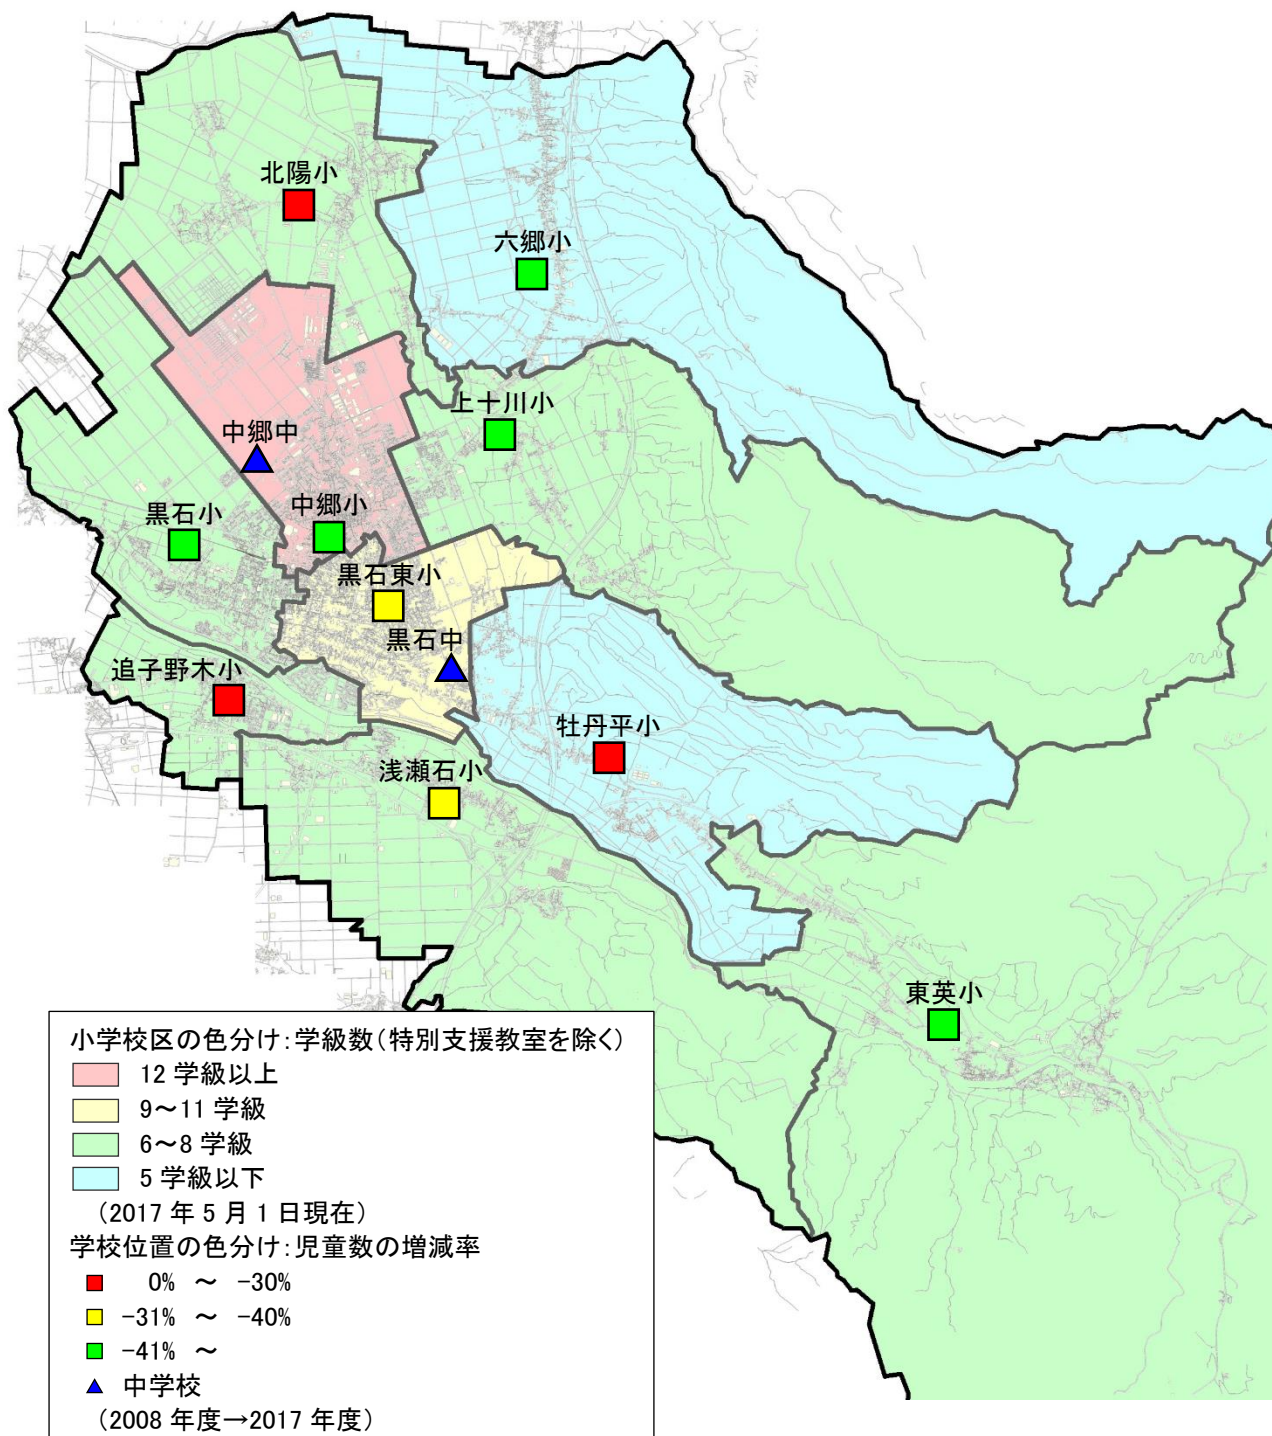 北陽小
六郷小
上十川小
中郷中
中郷小
黒石小
黒石東小
黒石中
追子野木小
牡丹平小
浅瀬石小
東英小
小学校区の色分け：学級数（特別支援教室を除く）
12 学級以上
9～11 学級
6～8 学級
5 学級以下
（2017 年 5 月 1 日現在）
学校位置の色分け：児童数の増減率
0% ～ -30%
-31% ～ -40%
-41% ～
中学校
（2008 年度→2017 年度）